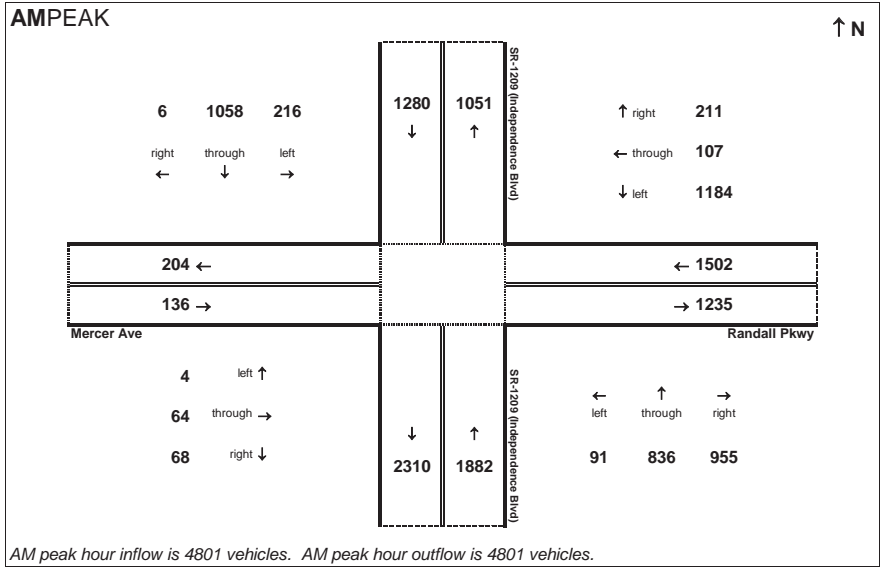 AMPEAK
↑ N
6 1058 216
right through left
← ↓ →
1280 1051
↓ ↑
SR-1209 (Independence Blvd)
↑ right 211
← through 107
↓ left 1184
204 ←
136 →
Mercer Ave
← 1502
→ 1235
Randall Pkwy
4 left ↑
64 through →
68 right ↓
↓ ↑
2310 1882
SR-1209 (Independence Blvd)
← ↑ →
left through right
91 836 955
AM peak hour inflow is 4801 vehicles. AM peak hour outflow is 4801 vehicles.